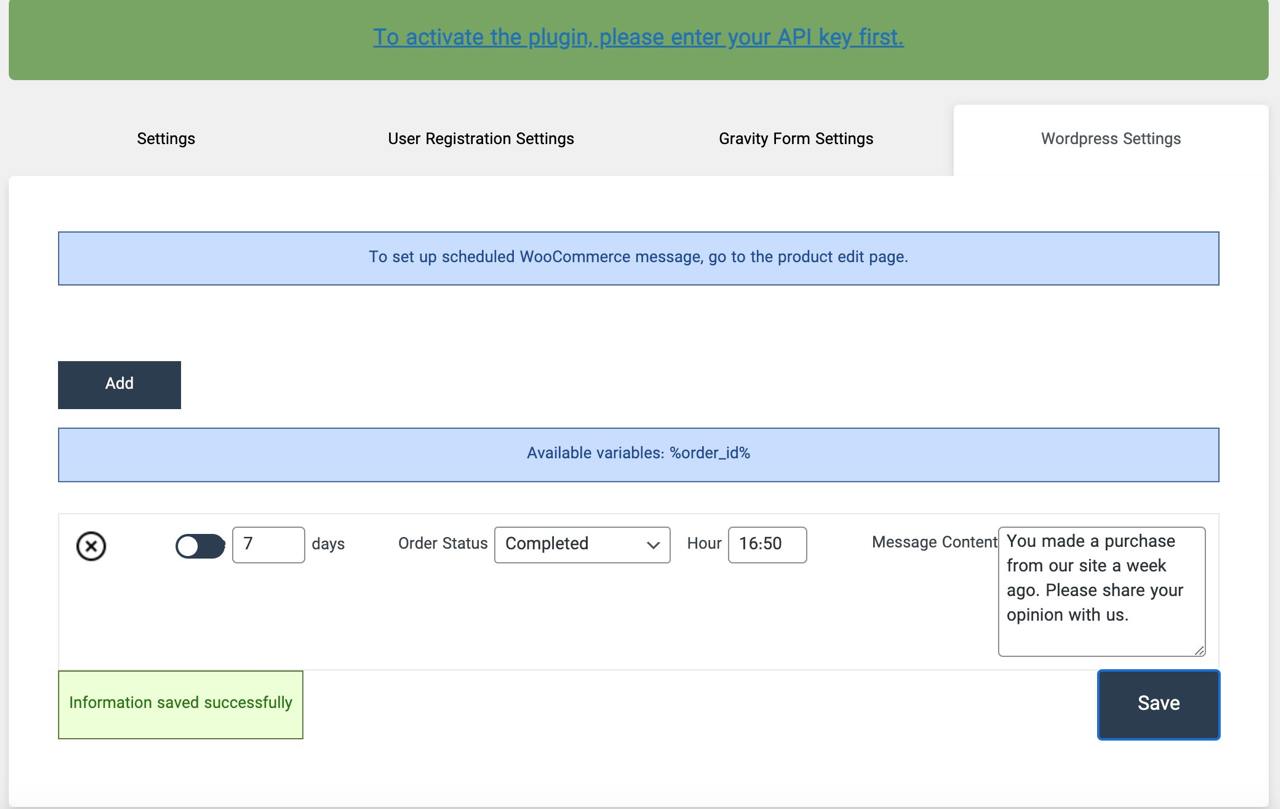 To activate the plugin, please enter your API key first.
Settings
User Registration Settings
Gravity Form Settings
Wordpress Settings
To set up scheduled WooCommerce message, go to the product edit page.
Add
Available variables: %order_id%
7 days Order Status Completed Hour 16:50 Message Content
You made a purchase
from our site a week
ago. Please share your
opinion with us.
Information saved successfully
Save